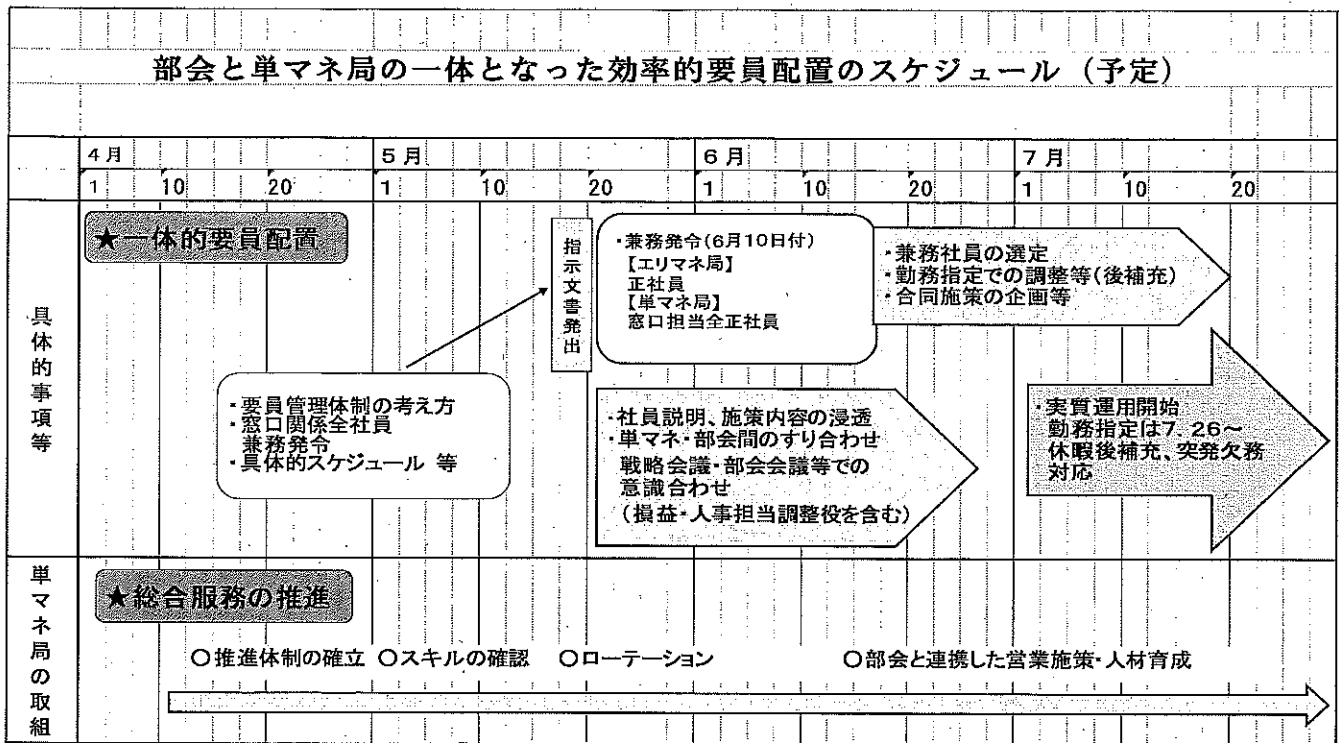 部会と単マネ局の一体となった効率的要員配置のスケジュール（予定）
4月
5月
6月
7月
1 10 20 1 10 20 1 10 20 1 10 20
具体的事項等
★一体的要員配置
・要員管理体制の考え方
・窓口関係全社員
兼務発令
・具体的スケジュール 等
指示文書発出
・兼務発令(6月10日付)
【エリマネ局】
正社員
【単マネ局】
窓口担当全正社員
・兼務社員の選定
・勤務指定での調整等(後補充)
・合同施策の企画等
・社員説明、施策内容の浸透
・単マネ・部会間のすり合わせ
戦略会議・部会会議等での
意識合わせ
(損益・人事担当調整役を含む)
・実質運用開始
勤務指定は7 26～
休暇後補充、突発欠務
対応
単マネ局の取組
★総合服務の推進
○推進体制の確立 ○スキルの確認 ○ローテーション ○部会と連携した営業施策・人材育成